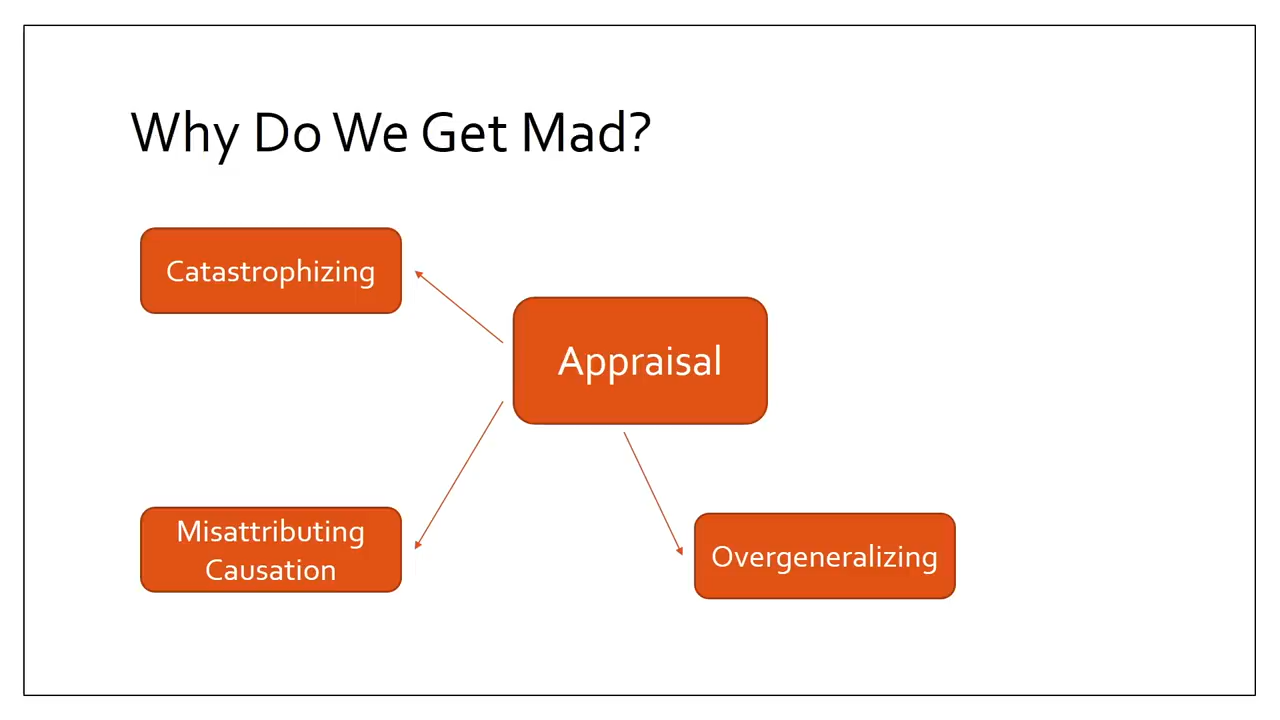 Why Do We Get Mad?
Catastrophizing
Appraisal
Misattributing
Causation
Overgeneralizing